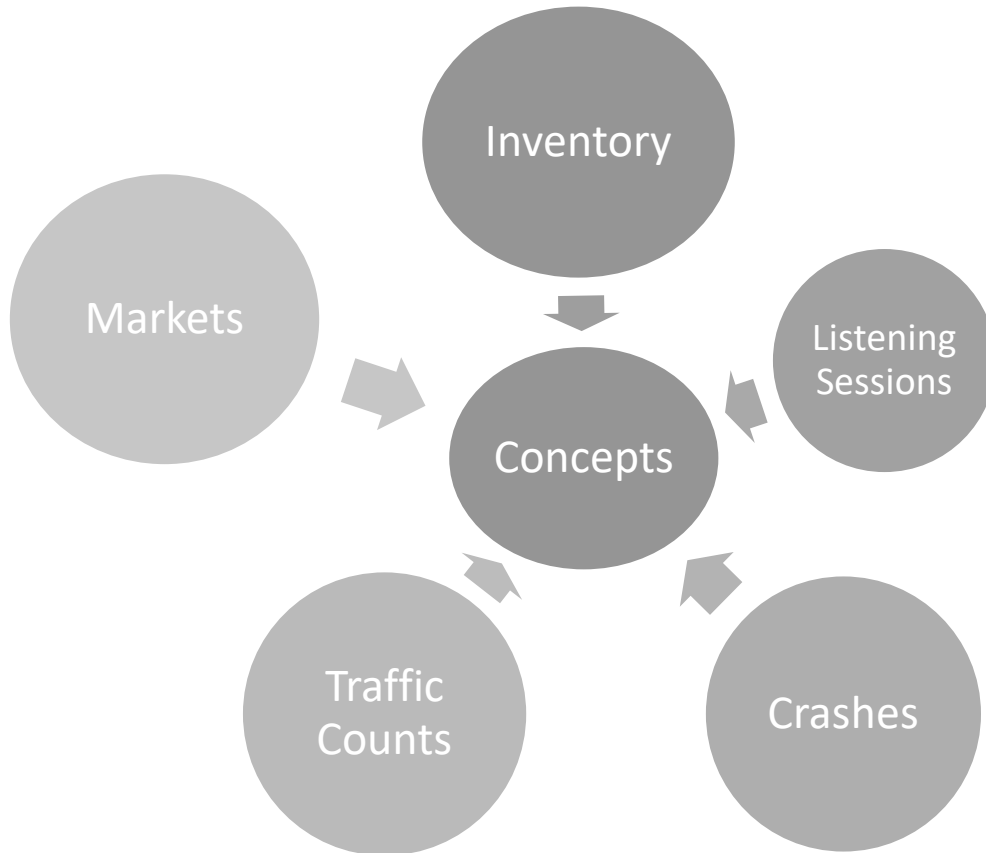 Inventory
Markets
Listening
Sessions
Concepts
Traffic
Counts
Crashes